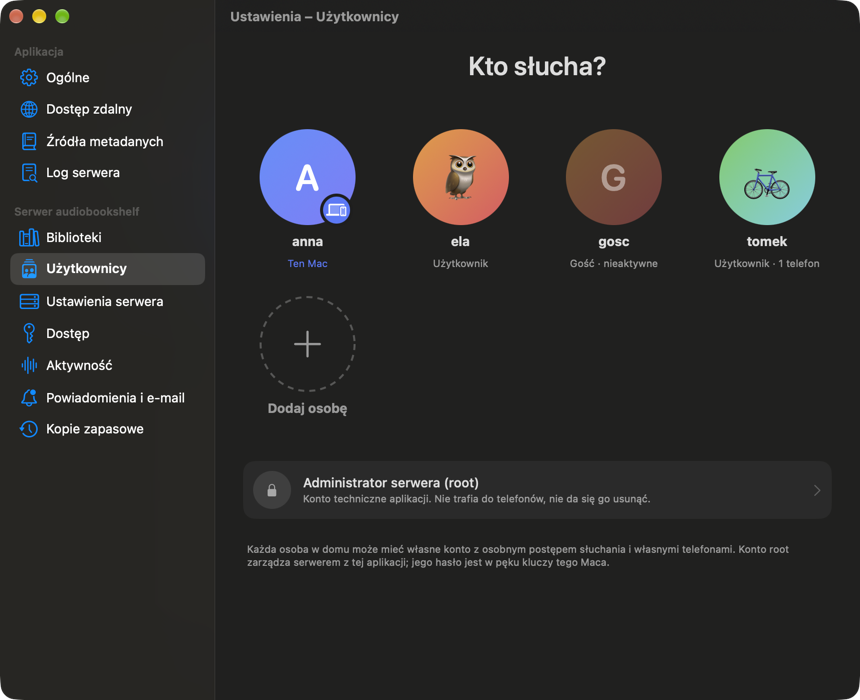 Ustawienia – Użytkownicy
Aplikacja
Ogólne
Dostęp zdalny
Źródła metadanych
Log serwera
Serwer audiobookshelf
Biblioteki
Użytkownicy
Ustawienia serwera
Dostęp
Aktywność
Powiadomienia i e-mail
Kopie zapasowe
Kto słucha?
A
G
anna
ela
gosc
tomek
Ten Mac
Użytkownik
Gość · nieaktywne
Użytkownik · 1 telefon
Dodaj osobę
Administrator serwera (root)
Konto techniczne aplikacji. Nie trafia do telefonów, nie da się go usunąć.
Każda osoba w domu może mieć własne konto z osobnym postępem słuchania i własnymi telefonami. Konto root
zarządza serwerem z tej aplikacji; jego hasło jest w pęku kluczy tego Maca.